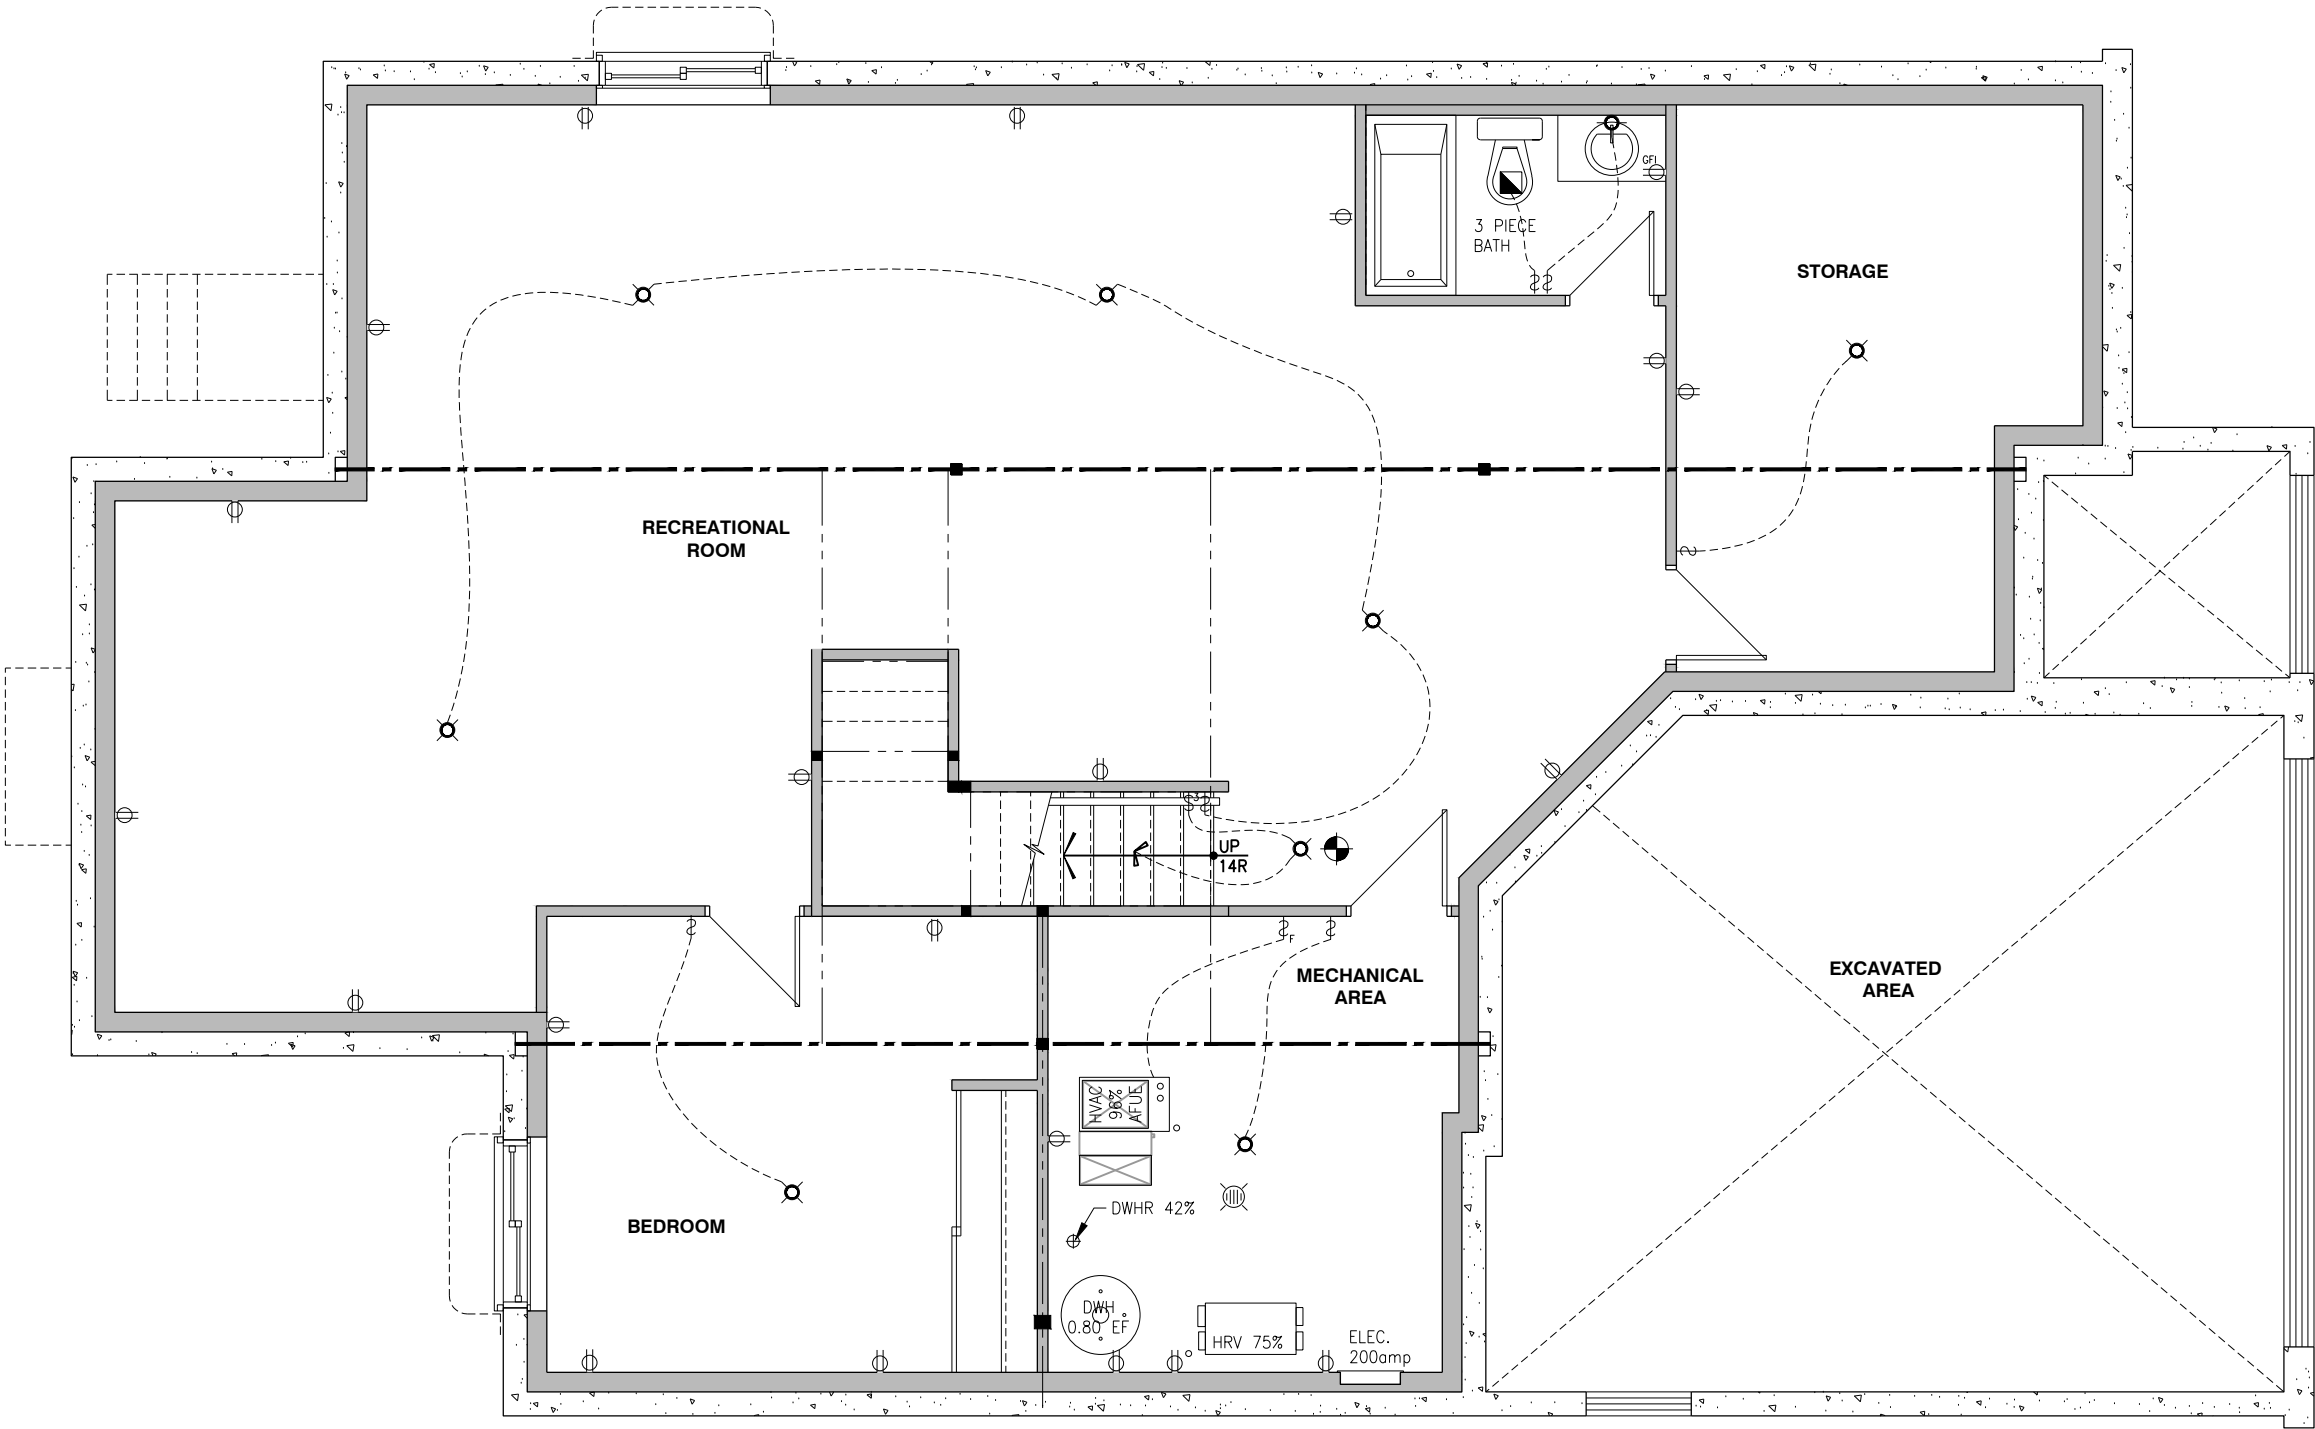 GFI
3 PIECE
BATH
STORAGE
RECREATIONAL
ROOM
3
UP
14R
F
MECHANICAL
AREA
EXCAVATED
AREA
HVAC
96%
AFUE
DWHR 42%
BEDROOM
DWH
0.80 EF
HRV 75%
ELEC.
200amp